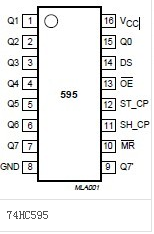 Q1 1 16 VCC
Q2 2 15 Q0
Q3 3 14 DS
Q4 4 13 OE
Q5 5 595 12 ST_CP
Q6 6 11 SH_CP
Q7 7 10 MR
GND 8 9 Q7'
MLA001
74HC595